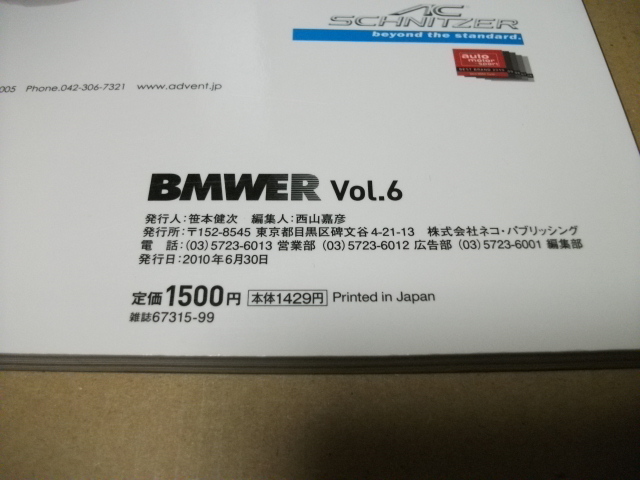 AC
SCHNITZER
beyond the standard.
auto
motor
sport
005 Phone.042-306-7321 www.advent.jp
BMWER Vol.6
発行人:笹本健次 編集人:西山嘉彦
発行所:〒152-8545 東京都目黒区碑文谷4-21-13 株式会社ネコ・パブリッシング
電 話:(03)5723-6013 営業部 (03)5723-6012 広告部 (03)5723-6001 編集部
発行日:2010年6月30日
定価1500円 本体1429円 Printed in Japan
雑誌67315-99